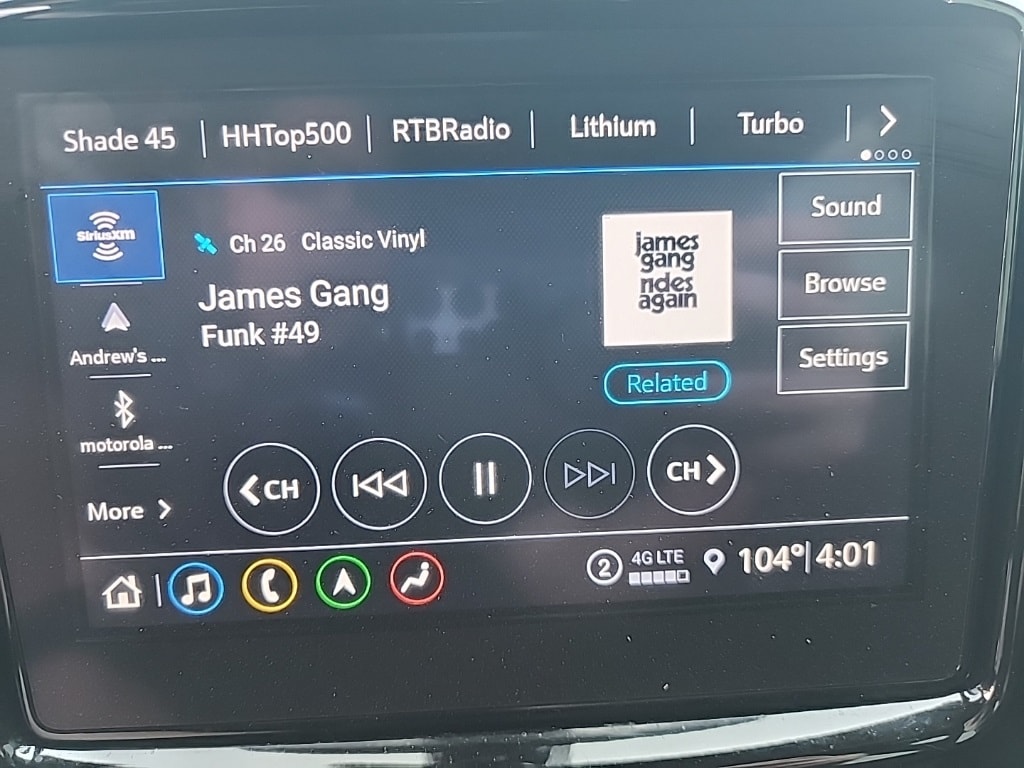 Shade 45 | HHTop500 | RTBRadio | Lithium | Turbo
SiriusXM
Ch 26 Classic Vinyl
James Gang
Funk #49
james
gang
rides
again
Related
Sound
Browse
Settings
Andrew's ...
motorola ...
More
CH
CH
2 4G LTE 104°|4:01